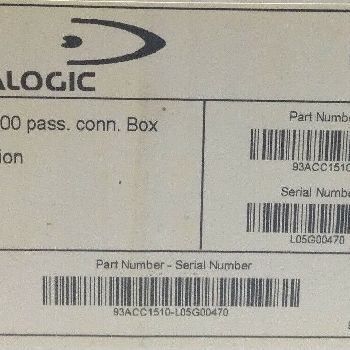 ALOGIC
00 pass. conn. Box
ion
Part Numbe
93ACC1510
Serial Numbe
L05G00470
Part Number - Serial Number
93ACC1510-L05G00470